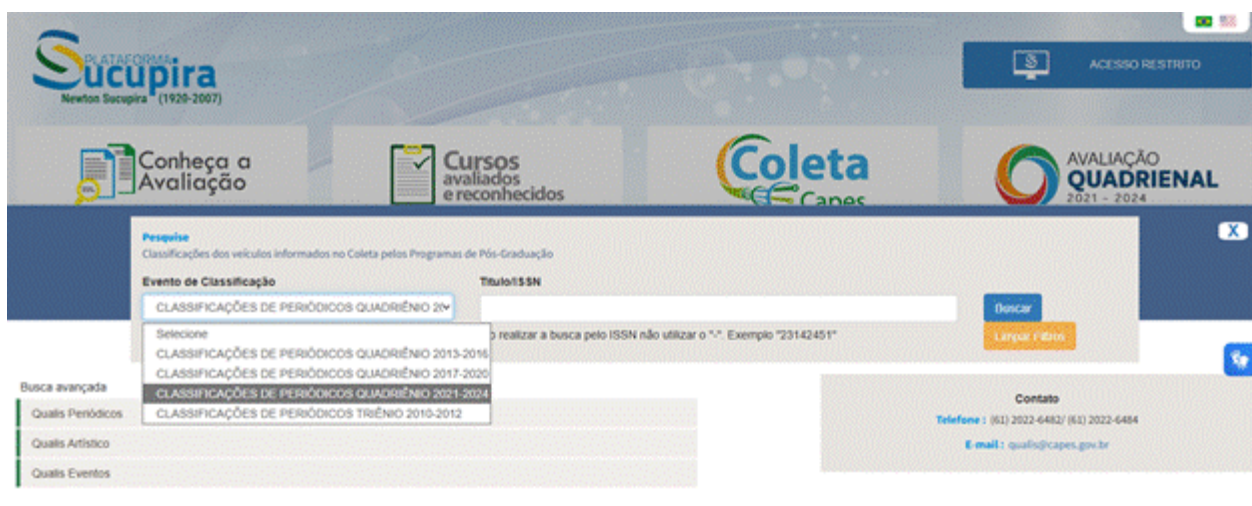 PLATAFORMA
Sucupira
Newton Sucupira (1920-2007)
ACESSO RESTRITO
Conheça a
Avaliação
Cursos
avaliados
e reconhecidos
Coleta
Capes
AVALIAÇÃO
QUADRIENAL
2021 - 2024
X
Pesquise
Classificações dos veículos informados no Coleta pelos Programas de Pós-Graduação
Evento de Classificação
Título/ISSN
CLASSIFICAÇÕES DE PERIÓDICOS QUADRIÊNIO 20
Buscar
Selecione
o realizar a busca pelo ISSN não utilizar o "-". Exemplo "23142451"
Limpar Filtros
CLASSIFICAÇÕES DE PERIÓDICOS QUADRIÊNIO 2013-2016
CLASSIFICAÇÕES DE PERIÓDICOS QUADRIÊNIO 2017-2020
CLASSIFICAÇÕES DE PERIÓDICOS QUADRIÊNIO 2021-2024
CLASSIFICAÇÕES DE PERIÓDICOS TRIÊNIO 2010-2012
Busca avançada
Qualis Periódicos
Qualis Artístico
Qualis Eventos
Contato
Telefone : (61) 2022-6482/ (61) 2022-6484
E-mail : qualis@capes.gov.br